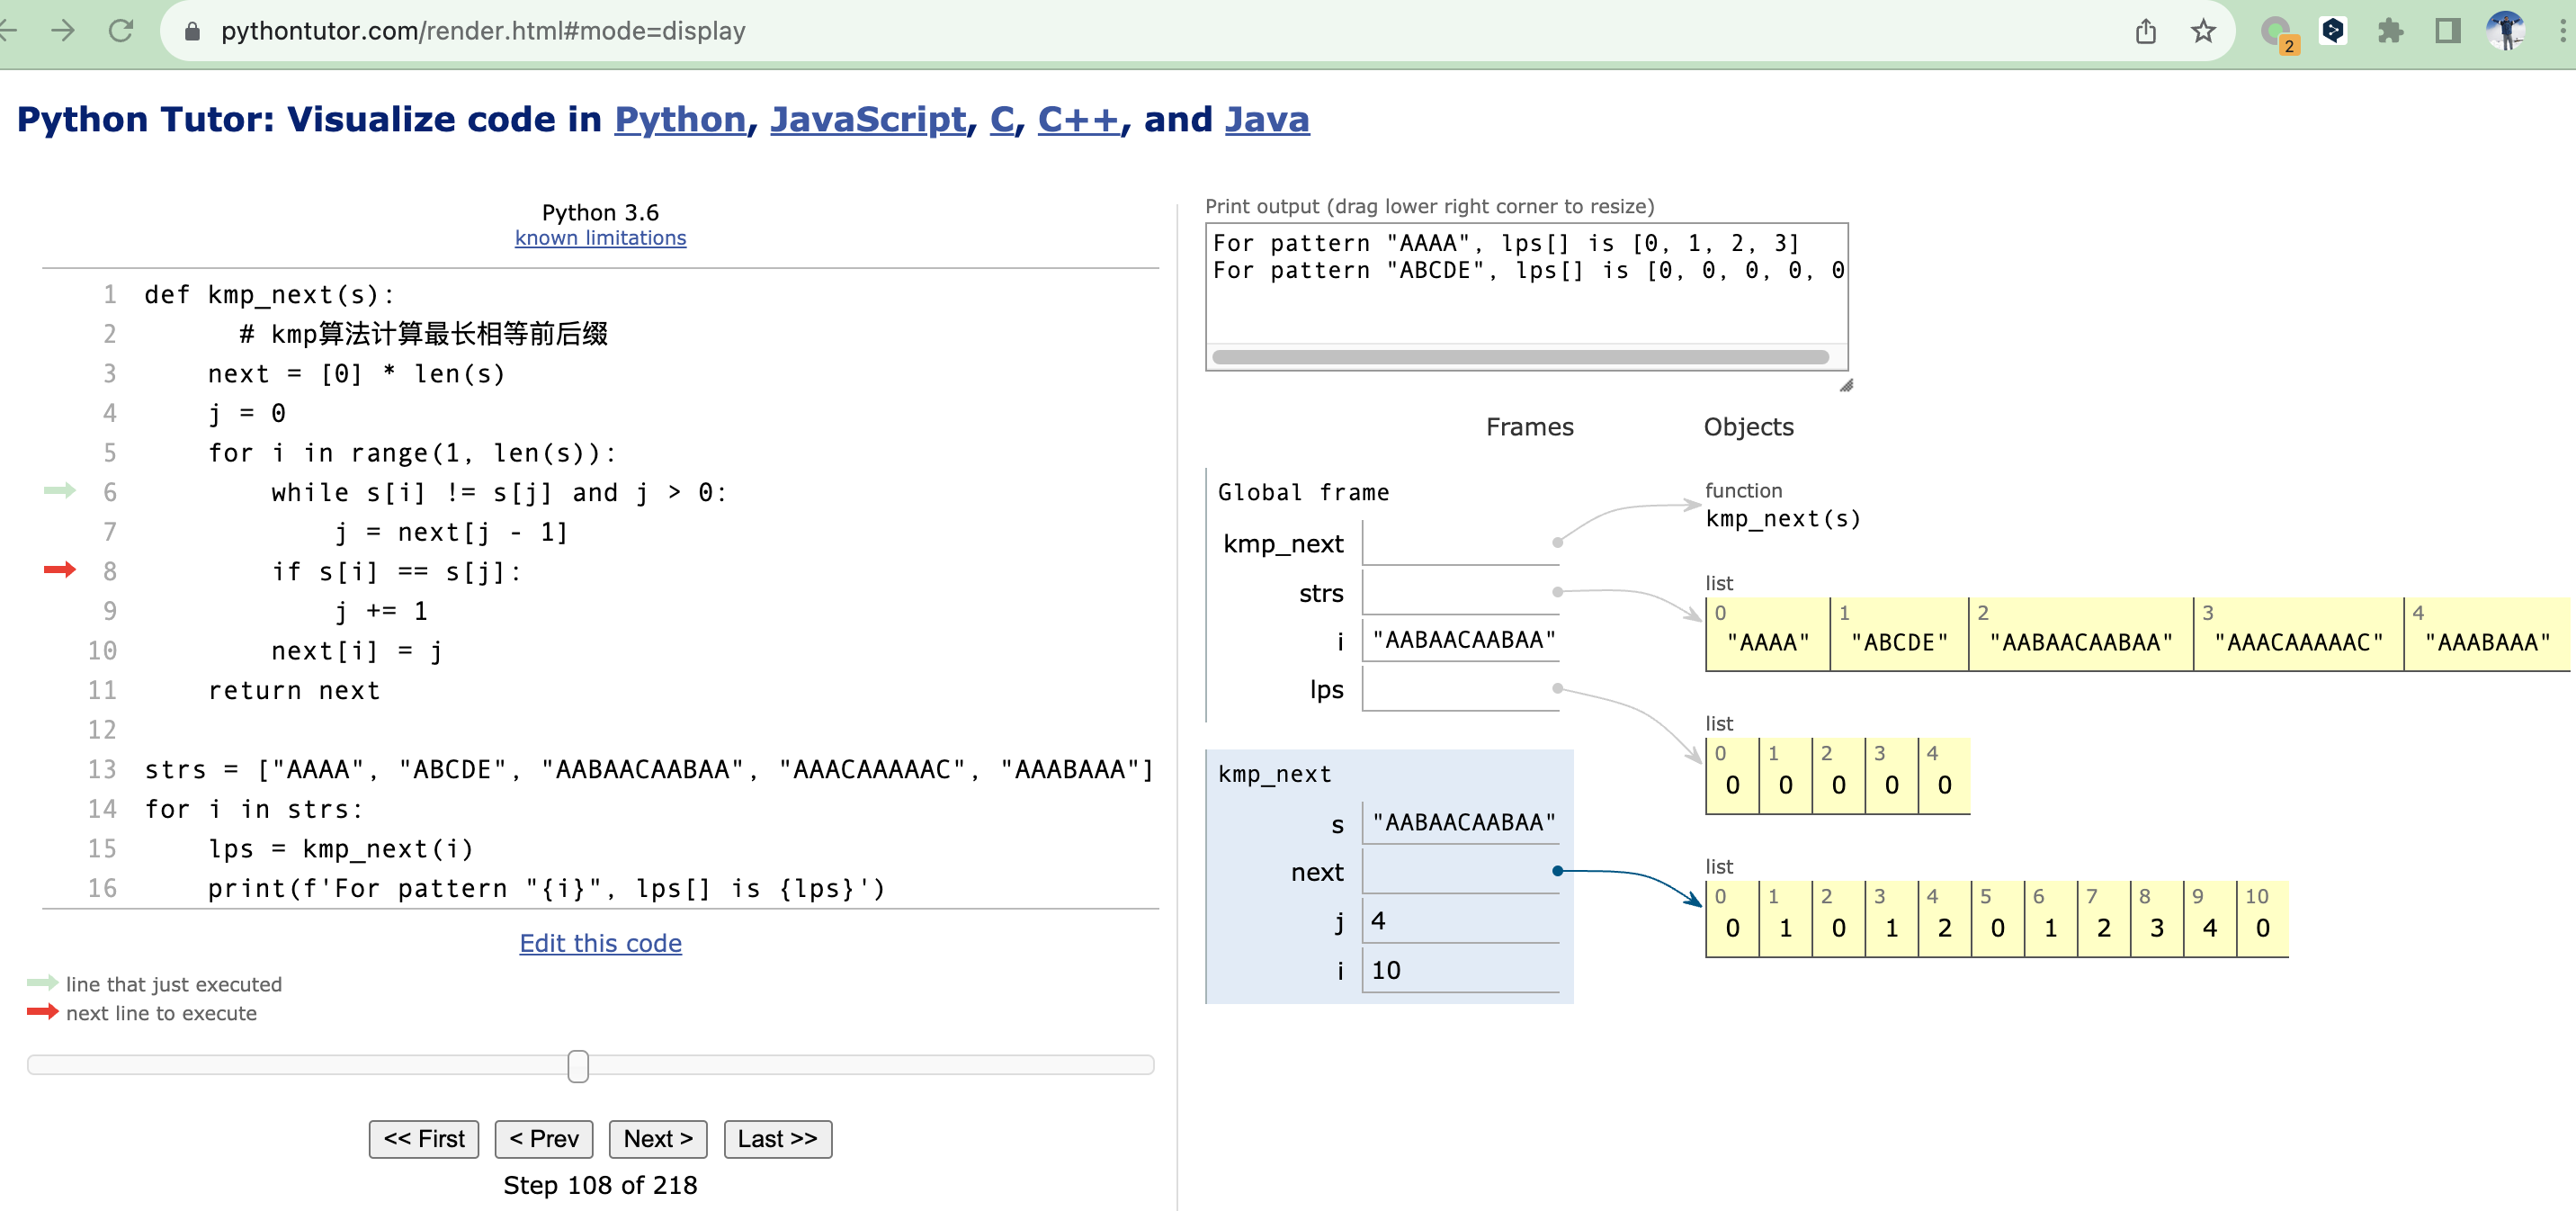 pythontutor.com/render.html#mode=display
2
Python Tutor: Visualize code in Python, JavaScript, C, C++, and Java
Python 3.6
known limitations
1 def kmp_next(s):
2 # kmp算法计算最长相等前后缀
3 next = [0] * len(s)
4 j = 0
5 for i in range(1, len(s)):
6 while s[i] != s[j] and j > 0:
7 j = next[j - 1]
8 if s[i] == s[j]:
9 j += 1
10 next[i] = j
11 return next
12
13 strs = ["AAAA", "ABCDE", "AABAACAABAA", "AAACAAAAAC", "AAABAAA"]
14 for i in strs:
15 lps = kmp_next(i)
16 print(f'For pattern "{i}", lps[] is {lps}')
Edit this code
line that just executed
next line to execute
<< First < Prev Next > Last >>
Step 108 of 218
Print output (drag lower right corner to resize)
For pattern "AAAA", lps[] is [0, 1, 2, 3]
For pattern "ABCDE", lps[] is [0, 0, 0, 0, 0
Frames Objects
Global frame
kmp_next
strs
i "AABAACAABAA"
lps
function
kmp_next(s)
list
0 1 2 3 4
"AAAA" "ABCDE" "AABAACAABAA" "AAACAAAAAC" "AAABAAA"
list
0 1 2 3 4
0 0 0 0 0
kmp_next
s "AABAACAABAA"
next
j 4
i 10
list
0 1 2 3 4 5 6 7 8 9 10
0 1 0 1 2 0 1 2 3 4 0